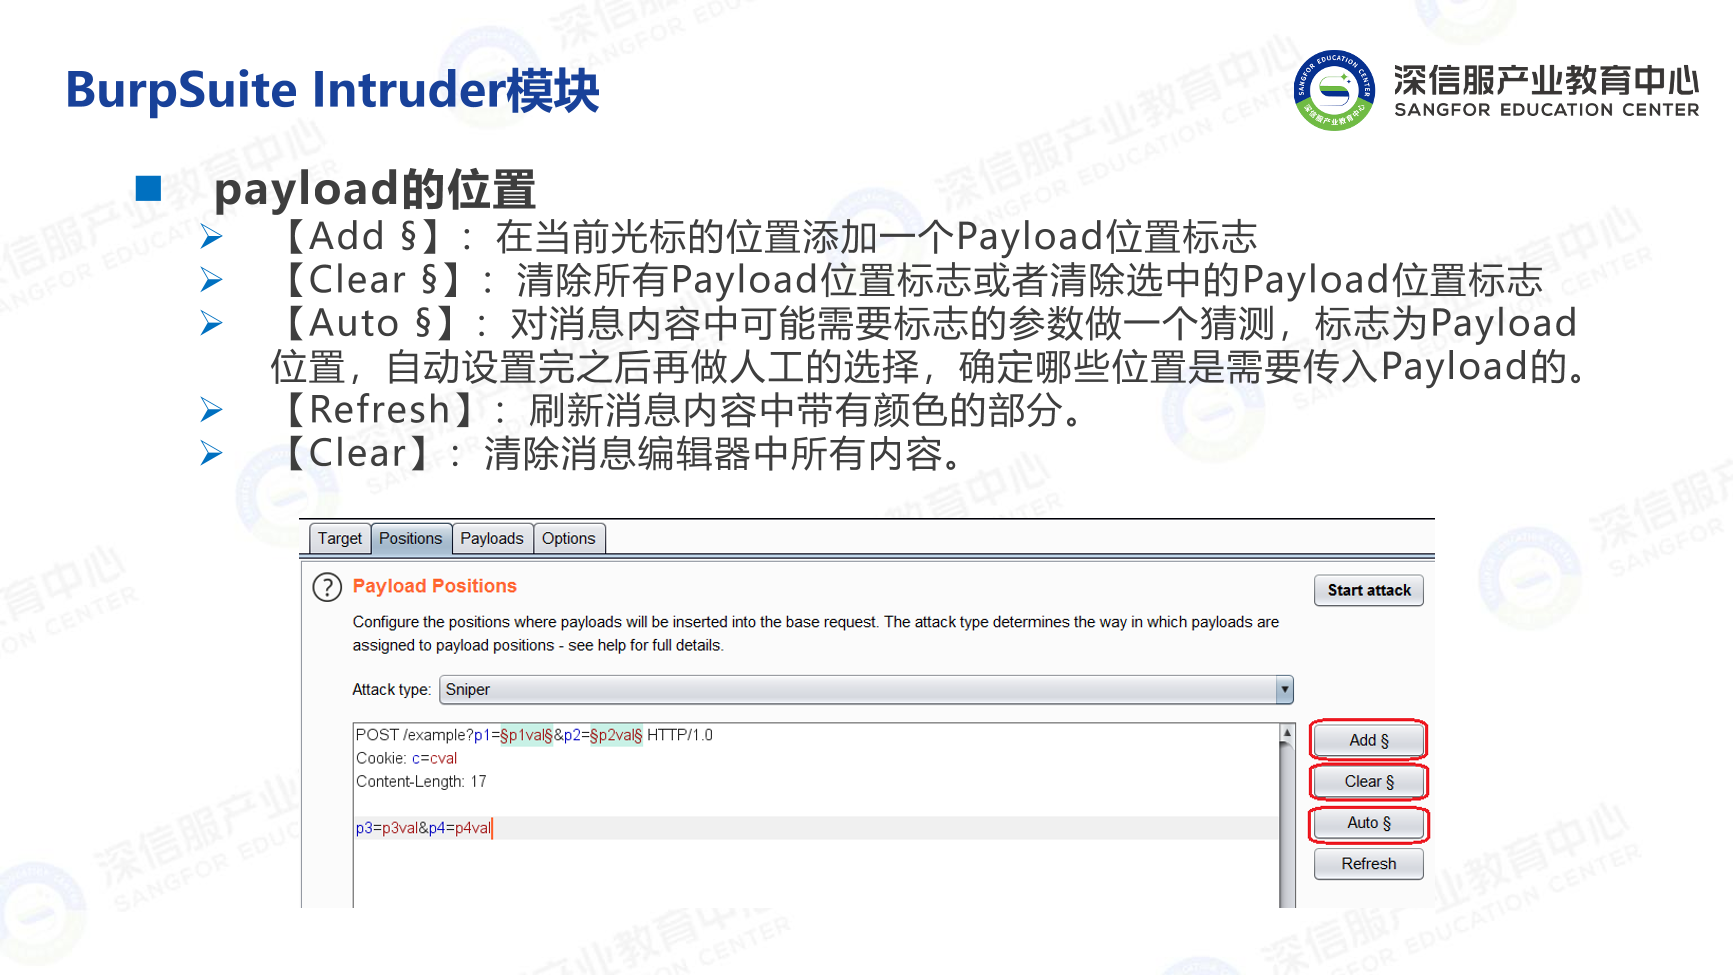 BurpSuite Intruder模块
深信服产业教育中心
SANGFOR EDUCATION CENTER
payload的位置
【Add §】：在当前光标的位置添加一个Payload位置标志
【Clear §】：清除所有Payload位置标志或者清除选中的Payload位置标志
【Auto §】：对消息内容中可能需要标志的参数做一个猜测，标志为Payload
位置，自动设置完之后再做人工的选择，确定哪些位置是需要传入Payload的。
【Refresh】：刷新消息内容中带有颜色的部分。
【Clear】：清除消息编辑器中所有内容。
Target Positions Payloads Options
? Payload Positions
Start attack
Configure the positions where payloads will be inserted into the base request. The attack type determines the way in which payloads are
assigned to payload positions - see help for full details.
Attack type: Sniper
POST /example?p1=§p1val§&p2=§p2val§ HTTP/1.0
Cookie: c=cval
Content-Length: 17
p3=p3val&p4=p4val
Add §
Clear §
Auto §
Refresh